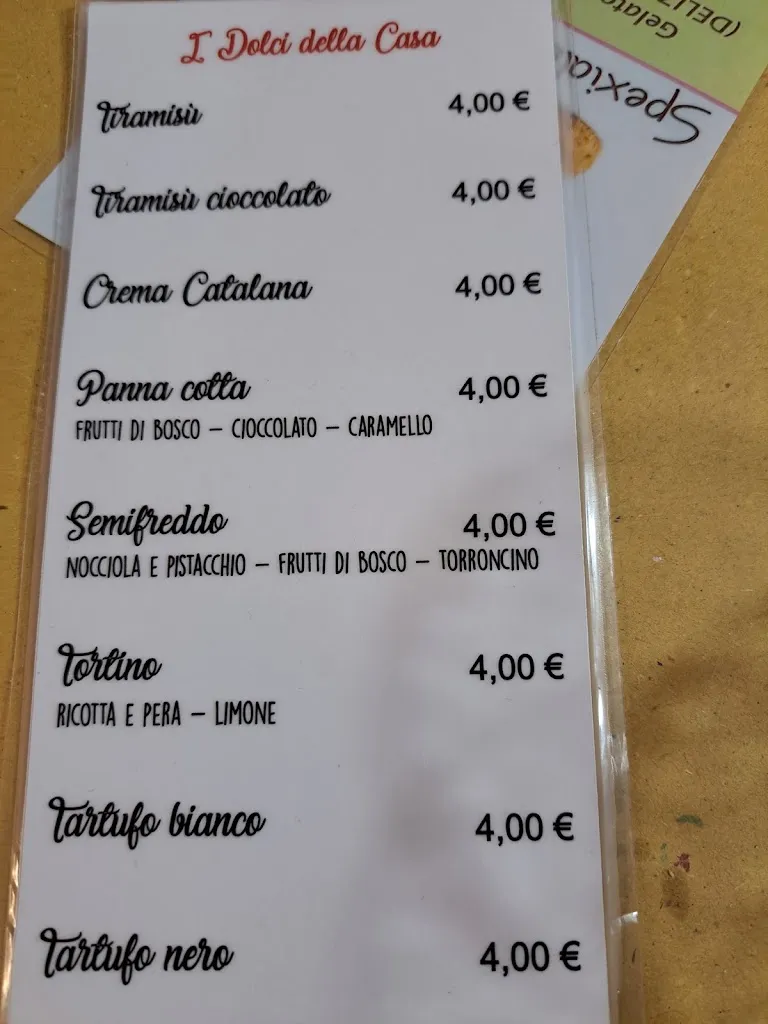 I Dolci della Casa
Tiramisù 4,00 €
Tiramisù cioccolato 4,00 €
Crema Catalana 4,00 €
Panna cotta 4,00 €
FRUTTI DI BOSCO – CIOCCOLATO – CARAMELLO
Semifreddo 4,00 €
NOCCIOLA E PISTACCHIO – FRUTTI DI BOSCO – TORRONCINO
Tortino 4,00 €
RICOTTA E PERA – LIMONE
Tartufo bianco 4,00 €
Tartufo nero 4,00 €